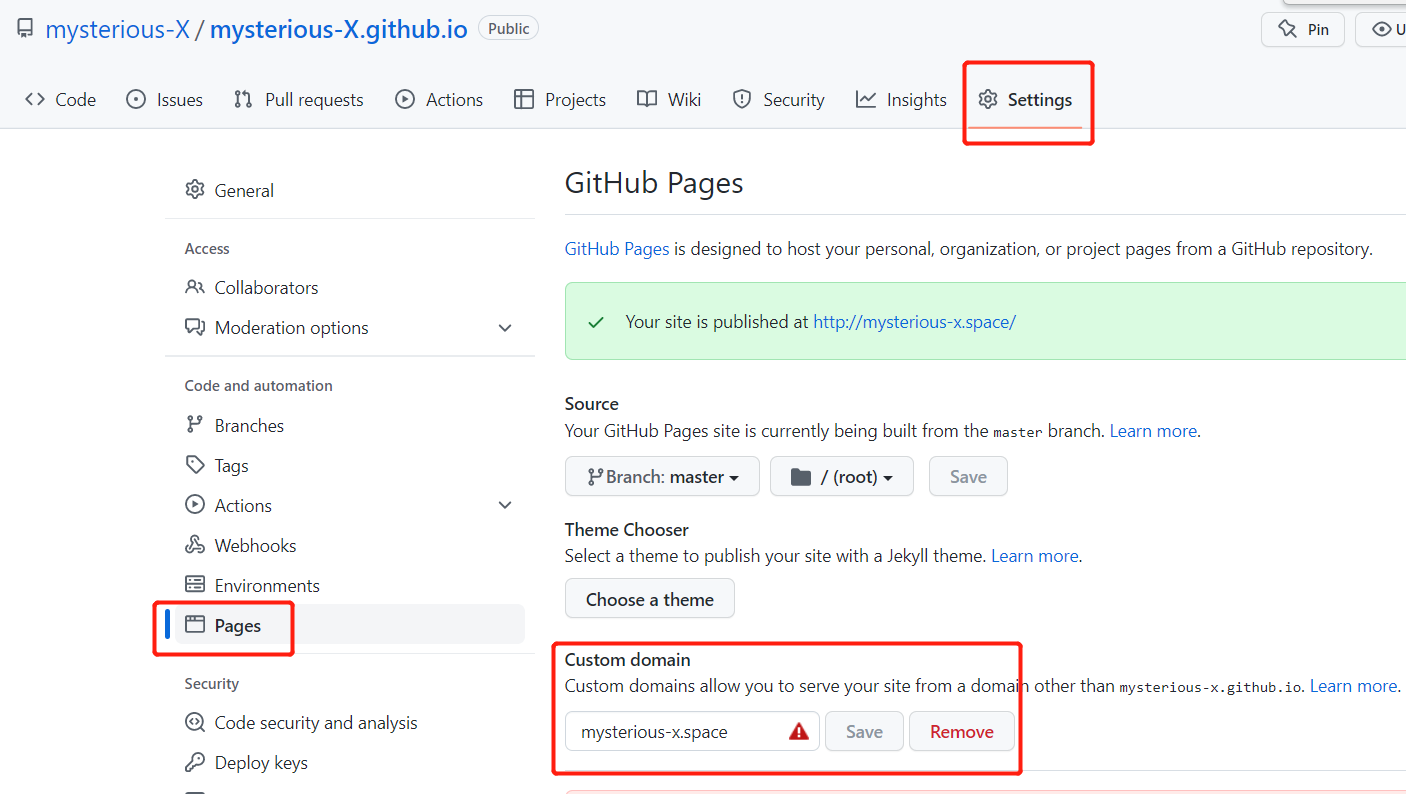 mysterious-X / mysterious-X.github.io Public
Pin
Code Issues Pull requests Actions Projects Wiki Security Insights Settings
General
Access
Collaborators
Moderation options
Code and automation
Branches
Tags
Actions
Webhooks
Environments
Pages
Security
Code security and analysis
Deploy keys
GitHub Pages
GitHub Pages is designed to host your personal, organization, or project pages from a GitHub repository.
Your site is published at http://mysterious-x.space/
Source
Your GitHub Pages site is currently being built from the master branch. Learn more.
Branch: master / (root) Save
Theme Chooser
Select a theme to publish your site with a Jekyll theme. Learn more.
Choose a theme
Custom domain
Custom domains allow you to serve your site from a domain other than mysterious-x.github.io. Learn more.
mysterious-x.space Save Remove